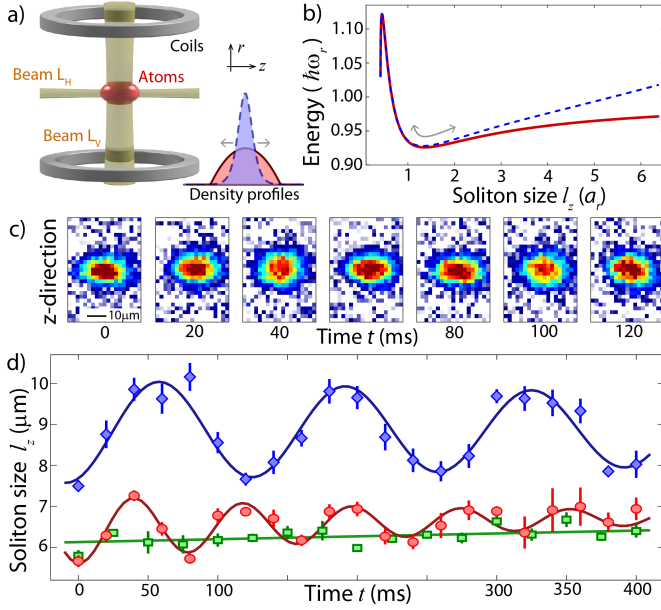 a)
Coils
r
z
Beam L_H
Atoms
Beam L_V
Density profiles
b)
Energy (ℏω_r)
1.10
1.05
1.00
0.95
0.90
1 2 3 4 5 6
Soliton size l_z (a_r)
c)
z-direction
10μm
0 20 40 80 100 120
Time t (ms)
d)
Soliton size l_z (μm)
10
9
8
7
6
0 50 100 200 300 350 400
Time t (ms)